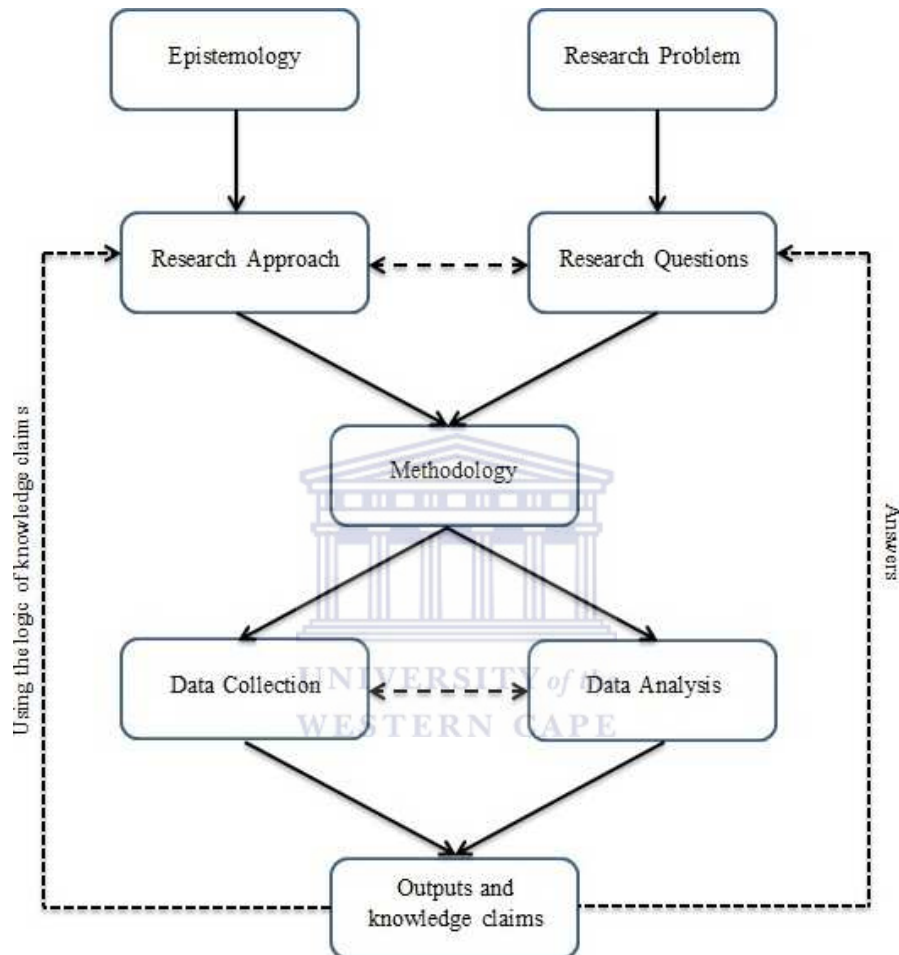 Epistemology
Research Problem
Research Approach
Research Questions
Using the logic of knowledge claims
Answers
Methodology
Data Collection
Data Analysis
UNIVERSITY of the
WESTERN CAPE
Outputs and
knowledge claims